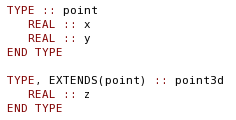 TYPE :: point
   REAL :: x
   REAL :: y
END TYPE

TYPE, EXTENDS(point) :: point3d
   REAL :: z
END TYPE